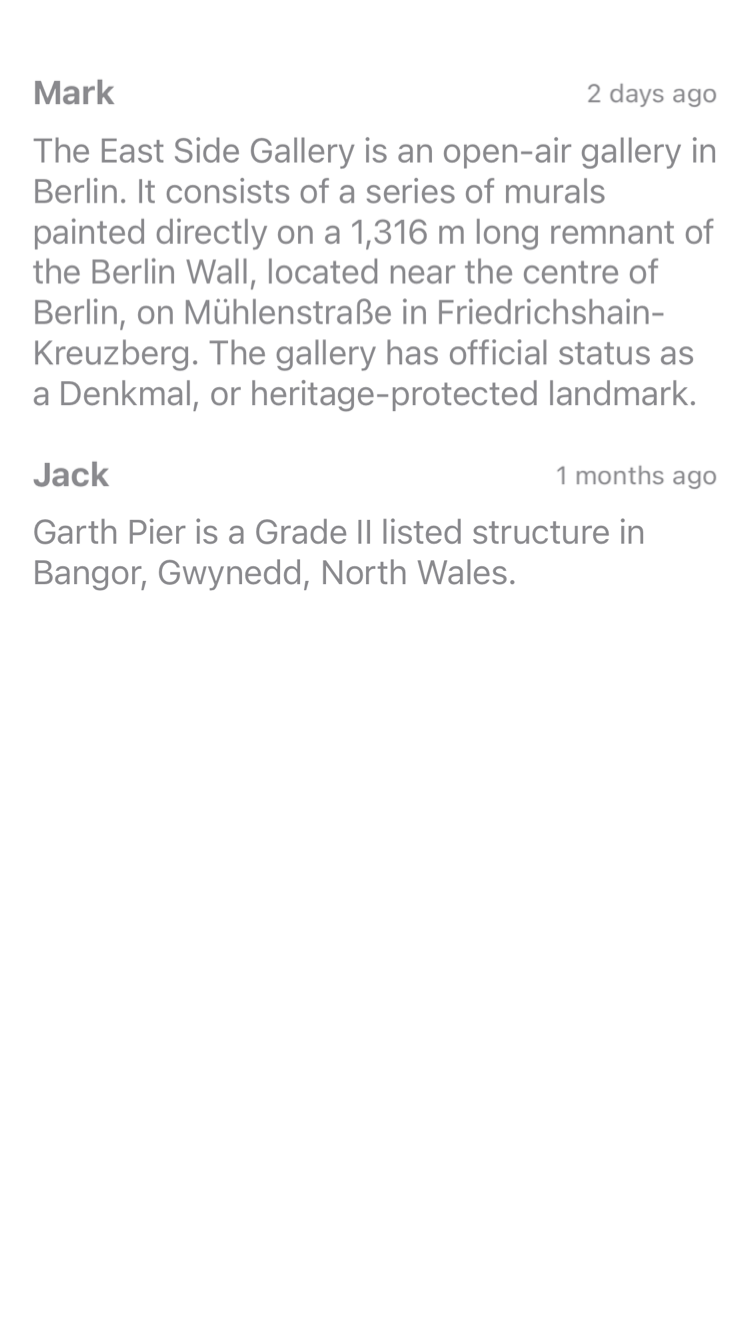 Mark 2 days ago
The East Side Gallery is an open-air gallery in
Berlin. It consists of a series of murals
painted directly on a 1,316 m long remnant of
the Berlin Wall, located near the centre of
Berlin, on Mühlenstraße in Friedrichshain-
Kreuzberg. The gallery has official status as
a Denkmal, or heritage-protected landmark.
Jack 1 months ago
Garth Pier is a Grade II listed structure in
Bangor, Gwynedd, North Wales.